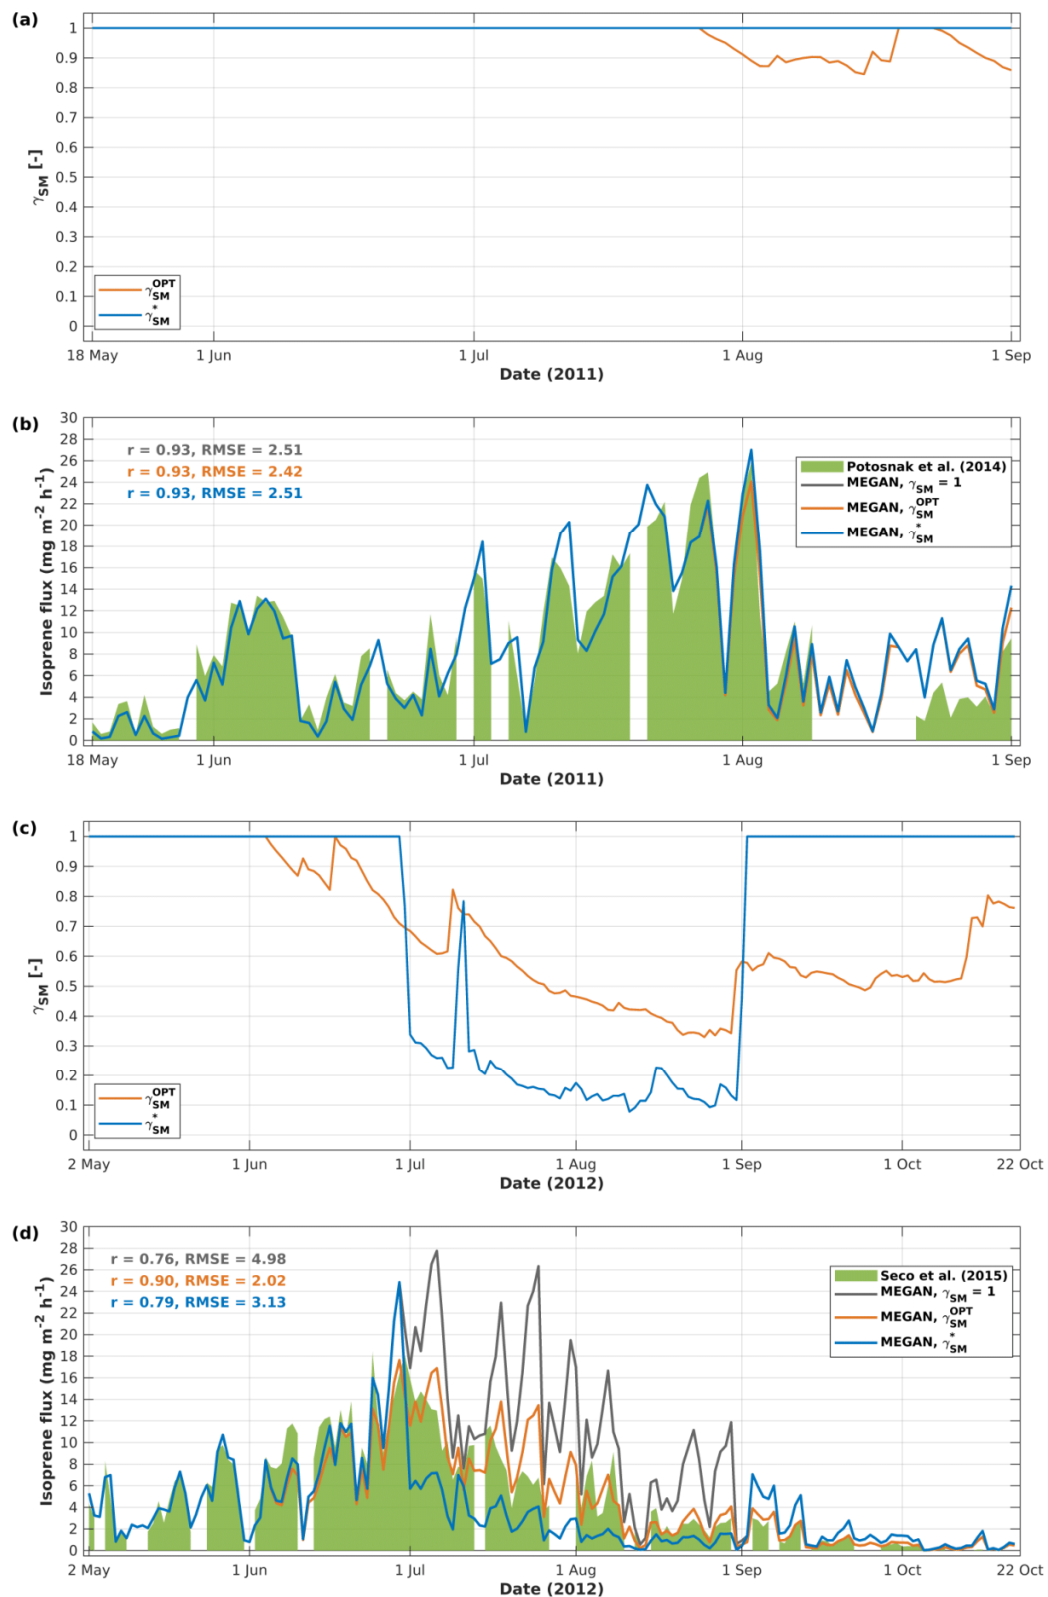 (a)
1
0.9
0.8
0.7
0.6
0.5
0.4
0.3
0.2
0.1
0
γSM [-]
γSM^OPT
γSM^*
18 May 1 Jun 1 Jul 1 Aug 1 Sep
Date (2011)
(b)
30
28
26
24
22
20
18
16
14
12
10
8
6
4
2
0
Isoprene flux (mg m-2 h-1)
r = 0.93, RMSE = 2.51
r = 0.93, RMSE = 2.42
r = 0.93, RMSE = 2.51
Potosnak et al. (2014)
MEGAN, γSM = 1
MEGAN, γSM^OPT
MEGAN, γSM^*
18 May 1 Jun 1 Jul 1 Aug 1 Sep
Date (2011)
(c)
1
0.9
0.8
0.7
0.6
0.5
0.4
0.3
0.2
0.1
0
γSM [-]
γSM^OPT
γSM^*
2 May 1 Jun 1 Jul 1 Aug 1 Sep 1 Oct 22 Oct
Date (2012)
(d)
30
28
26
24
22
20
18
16
14
12
10
8
6
4
2
0
Isoprene flux (mg m-2 h-1)
r = 0.76, RMSE = 4.98
r = 0.90, RMSE = 2.02
r = 0.79, RMSE = 3.13
Seco et al. (2015)
MEGAN, γSM = 1
MEGAN, γSM^OPT
MEGAN, γSM^*
2 May 1 Jun 1 Jul 1 Aug 1 Sep 1 Oct 22 Oct
Date (2012)